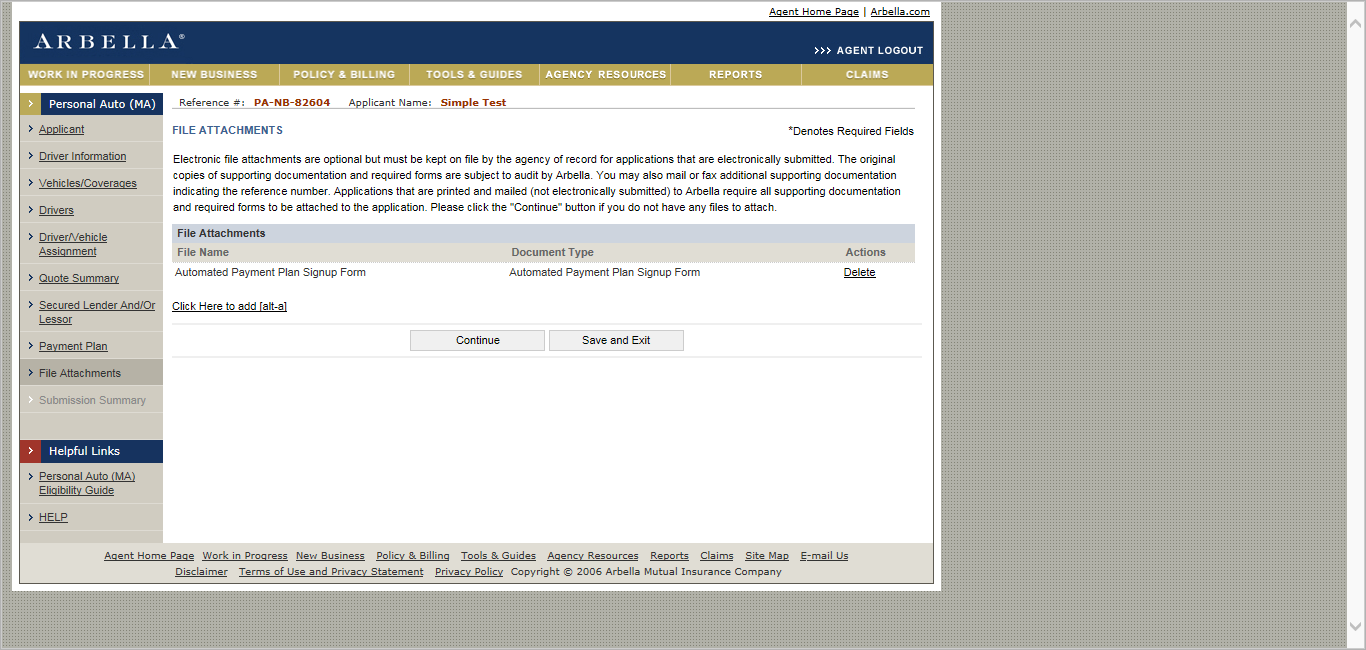 Agent Home Page | Arbella.com
ARBELLA®
>>> AGENT LOGOUT
WORK IN PROGRESS NEW BUSINESS POLICY & BILLING TOOLS & GUIDES AGENCY RESOURCES REPORTS CLAIMS
Personal Auto (MA)
Applicant
Driver Information
Vehicles/Coverages
Drivers
Driver/Vehicle
Assignment
Quote Summary
Secured Lender And/Or
Lessor
Payment Plan
File Attachments
Submission Summary
Helpful Links
Personal Auto (MA)
Eligibility Guide
HELP
Reference #: PA-NB-82604 Applicant Name: Simple Test
FILE ATTACHMENTS
*Denotes Required Fields
Electronic file attachments are optional but must be kept on file by the agency of record for applications that are electronically submitted. The original
copies of supporting documentation and required forms are subject to audit by Arbella. You may also mail or fax additional supporting documentation
indicating the reference number. Applications that are printed and mailed (not electronically submitted) to Arbella require all supporting documentation
and required forms to be attached to the application. Please click the "Continue" button if you do not have any files to attach.
File Attachments
File Name Document Type Actions
Automated Payment Plan Signup Form Automated Payment Plan Signup Form Delete
Click Here to add [alt-a]
Continue Save and Exit
Agent Home Page Work in Progress New Business Policy & Billing Tools & Guides Agency Resources Reports Claims Site Map E-mail Us
Disclaimer Terms of Use and Privacy Statement Privacy Policy Copyright © 2006 Arbella Mutual Insurance Company